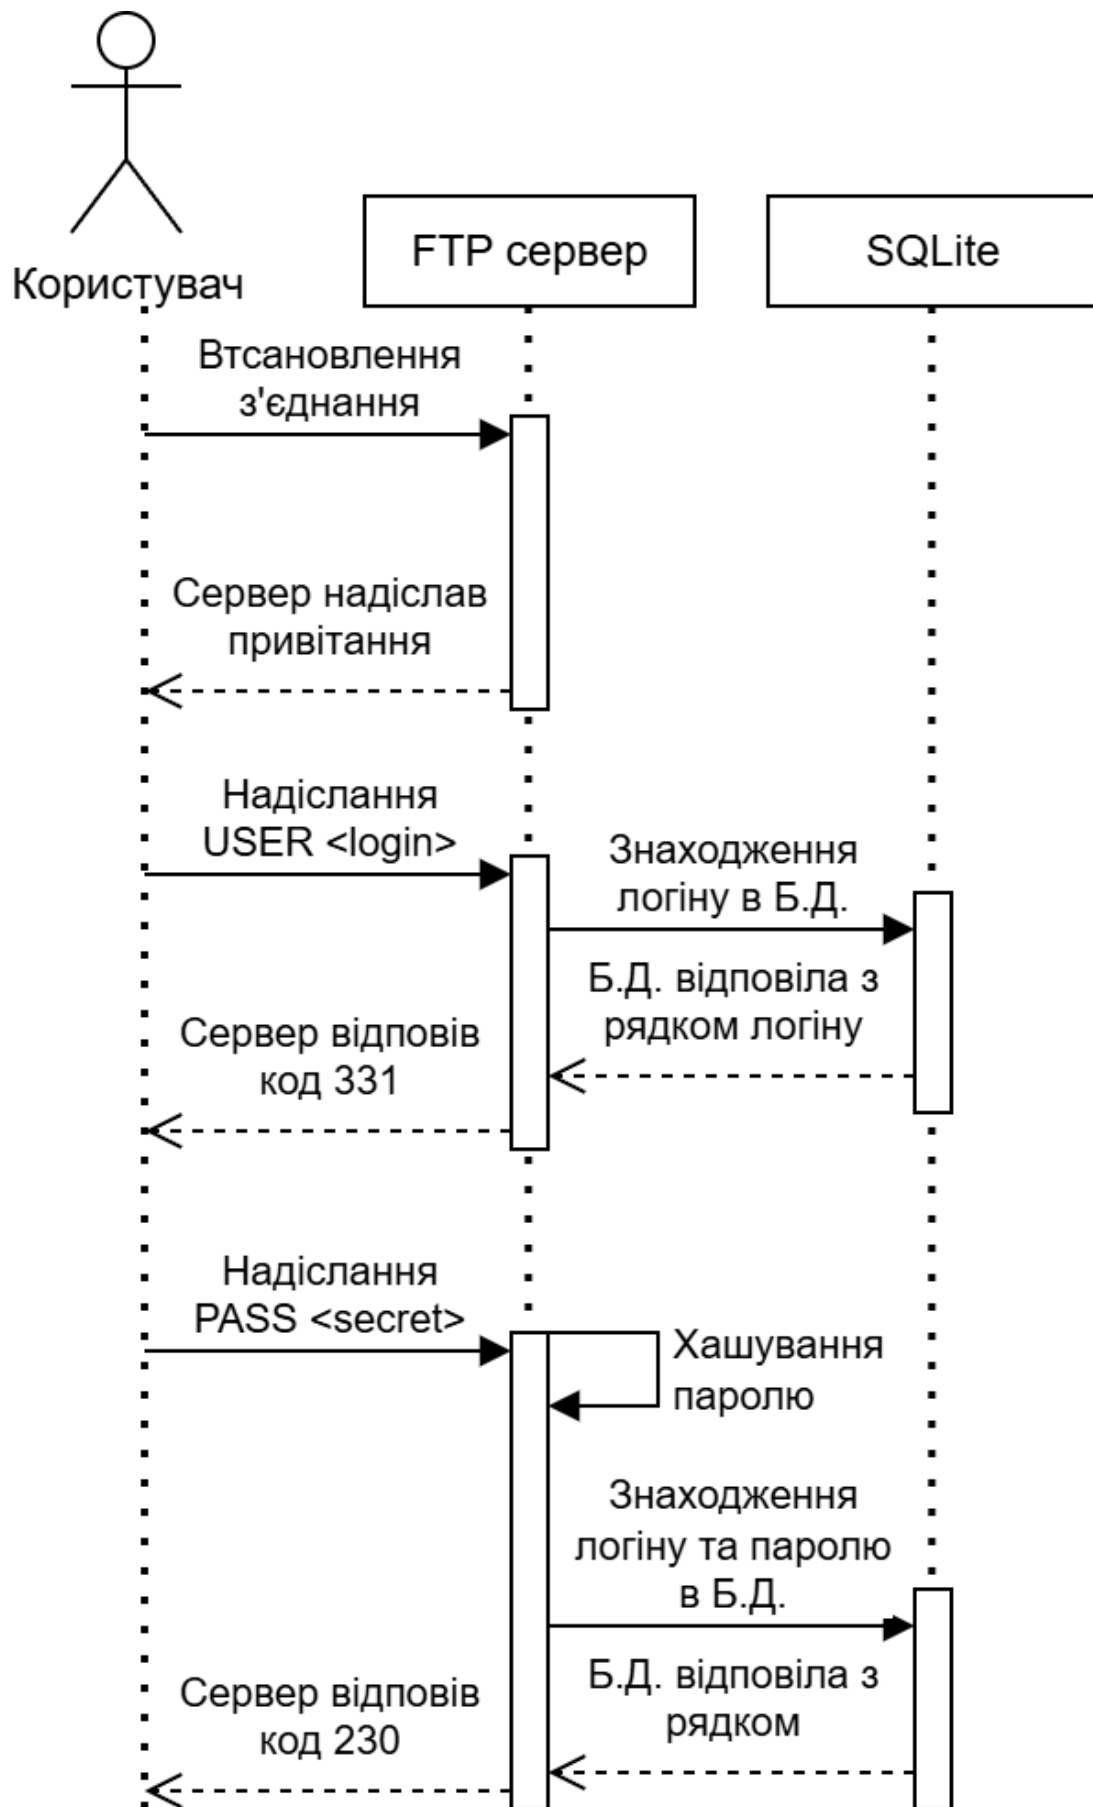 Користувач
FTP сервер
SQLite
Втсановлення
з'єднання
Сервер надіслав
привітання
Надіслання
USER <login>
Знаходження
логіну в Б.Д.
Б.Д. відповіла з
рядком логіну
Сервер відповів
код 331
Надіслання
PASS <secret>
Хашування
паролю
Знаходження
логіну та паролю
в Б.Д.
Б.Д. відповіла з
рядком
Сервер відповів
код 230